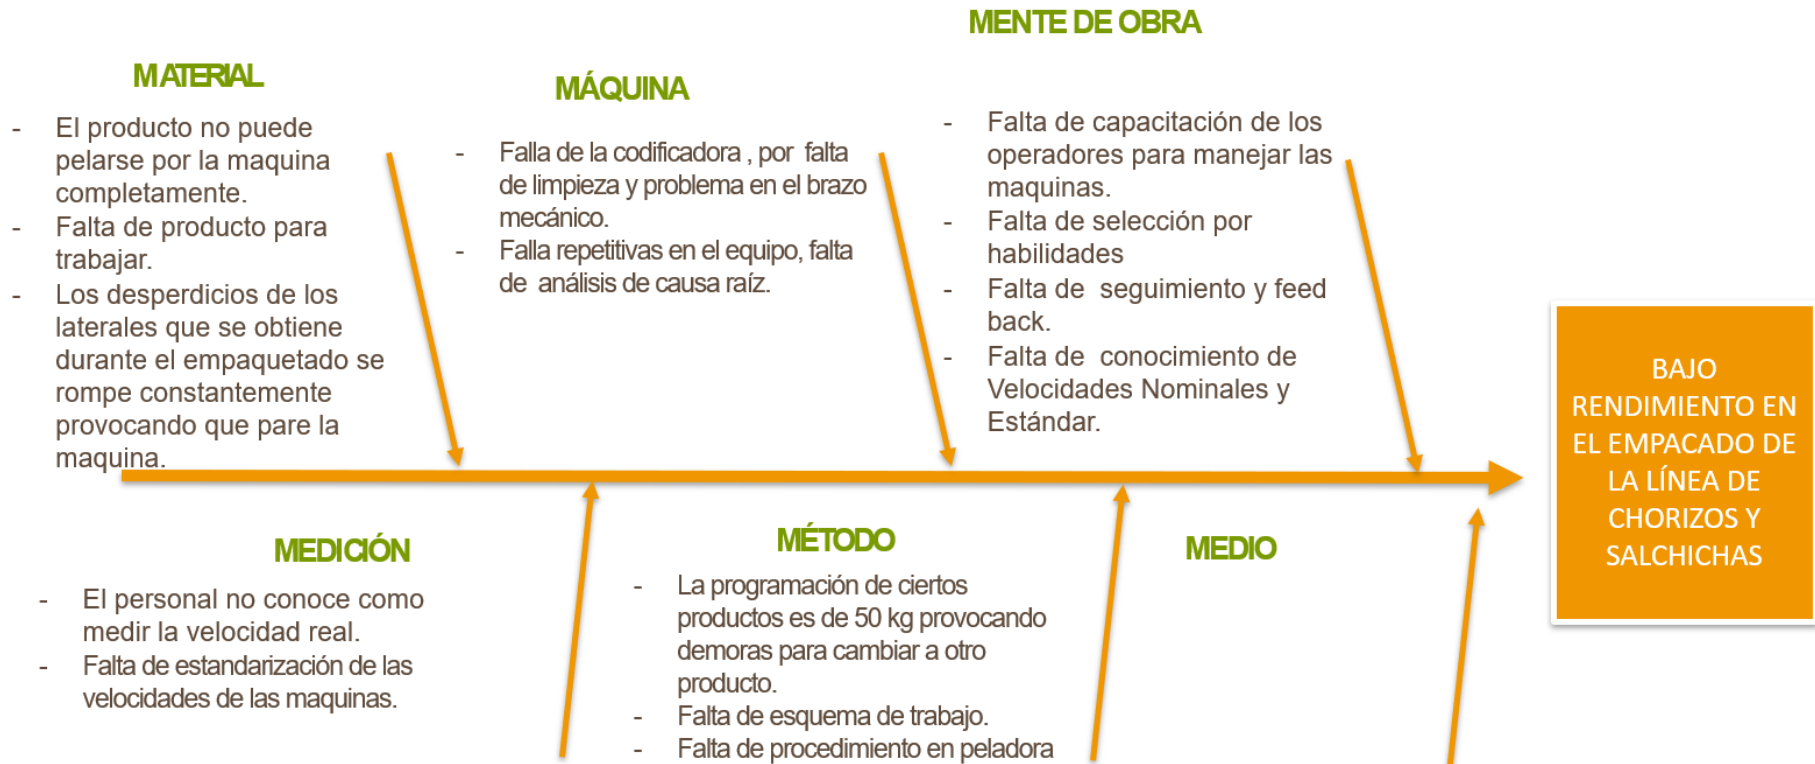 MATERIAL
- El producto no puede
pelarse por la maquina
completamente.
- Falta de producto para
trabajar.
- Los desperdicios de los
laterales que se obtiene
durante el empaquetado se
rompe constantemente
provocando que pare la
maquina.
MÁQUINA
- Falla de la codificadora , por falta
de limpieza y problema en el brazo
mecánico.
- Falla repetitivas en el equipo, falta
de análisis de causa raíz.
MENTE DE OBRA
- Falta de capacitación de los
operadores para manejar las
maquinas.
- Falta de selección por
habilidades
- Falta de seguimiento y feed
back.
- Falta de conocimiento de
Velocidades Nominales y
Estándar.
BAJO
RENDIMIENTO EN
EL EMPACADO DE
LA LÍNEA DE
CHORIZOS Y
SALCHICHAS
MEDICIÓN
- El personal no conoce como
medir la velocidad real.
- Falta de estandarización de las
velocidades de las maquinas.
MÉTODO
- La programación de ciertos
productos es de 50 kg provocando
demoras para cambiar a otro
producto.
- Falta de esquema de trabajo.
- Falta de procedimiento en peladora
MEDIO